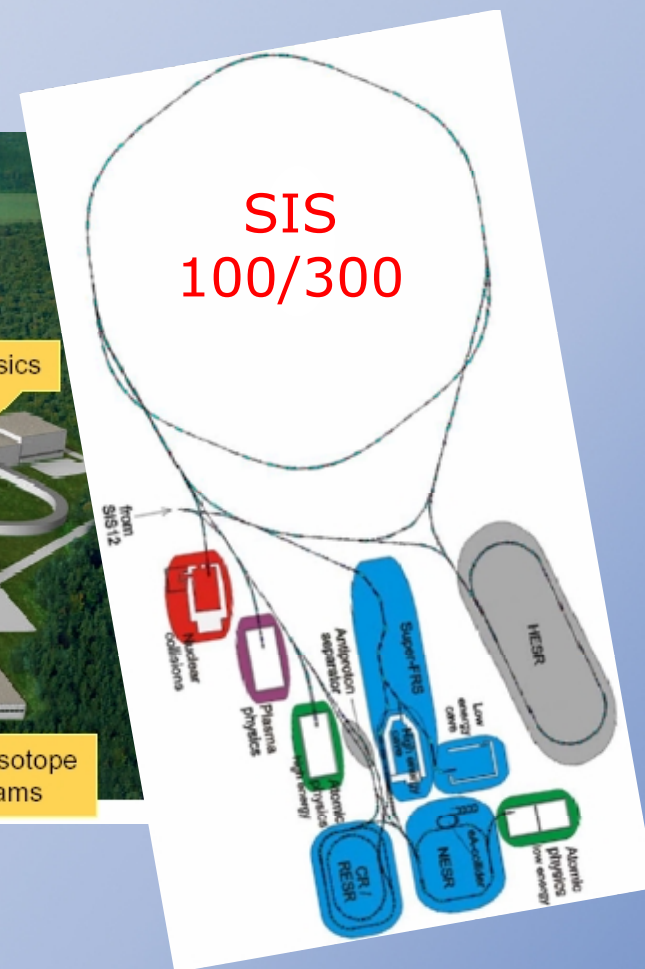 SIS
100/300
sics
from
SIS12
HESR
Nuclear
collisions
Plasma
physics
Antiproton
separator
Super-FRS
Low
energy
cave
High energy
cave
Atomic
physics
high energy
CR /
RESR
NESR
eA-collider
Atomic
physics
low energy
sotope
ams